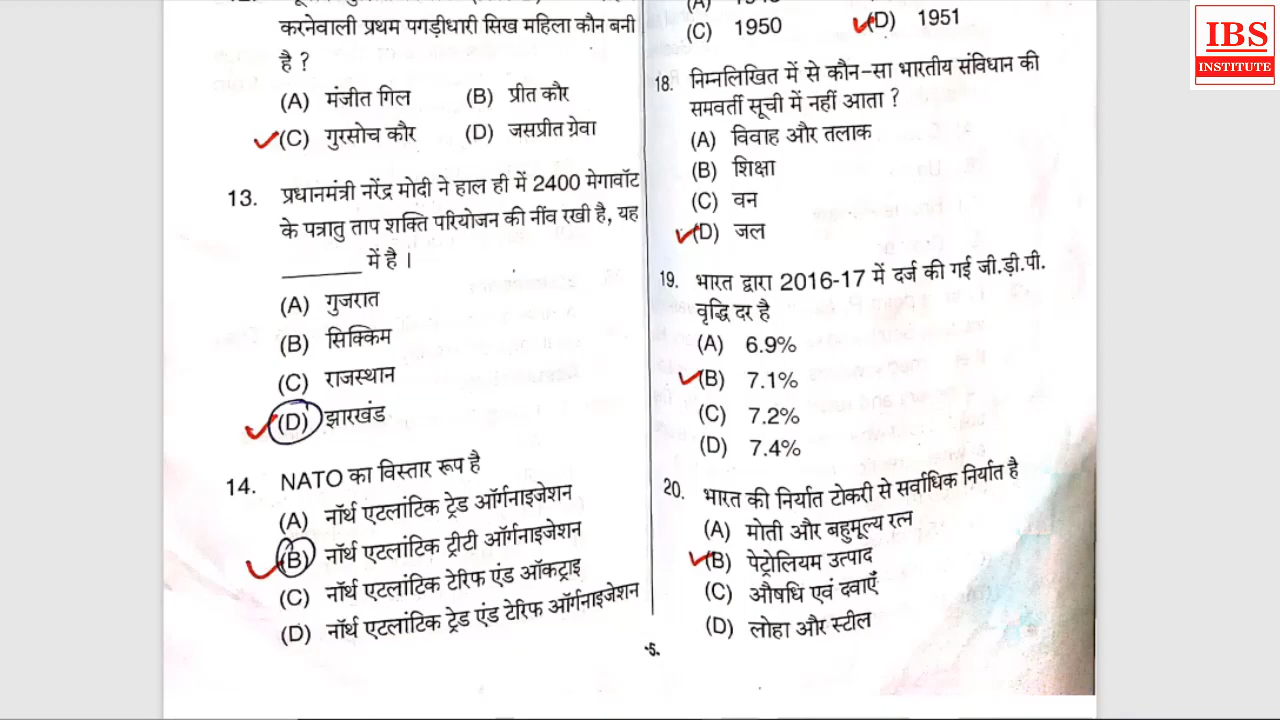 करनेवाली प्रथम पगड़ीधारी सिख महिला कौन बनी
है ?
(A) मंजीत गिल (B) प्रीत कौर
(C) गुरसोच कौर (D) जसप्रीत ग्रेवा
13. प्रधानमंत्री नरेंद्र मोदी ने हाल ही में 2400 मेगावॉट
के पत्रातु ताप शक्ति परियोजन की नींव रखी है, यह
________ में है ।
(A) गुजरात
(B) सिक्किम
(C) राजस्थान
(D) झारखंड
14. NATO का विस्तार रूप है
(A) नॉर्थ एटलांटिक ट्रेड ऑर्गनाइजेशन
(B) नॉर्थ एटलांटिक ट्रीटी ऑर्गनाइजेशन
(C) नॉर्थ एटलांटिक टेरिफ एंड ऑकट्राइ
(D) नॉर्थ एटलांटिक ट्रेड एंड टेरिफ ऑर्गनाइजेशन
(C) 1950 (D) 1951
18. निम्नलिखित में से कौन-सा भारतीय संविधान की
समवर्ती सूची में नहीं आता ?
(A) विवाह और तलाक
(B) शिक्षा
(C) वन
(D) जल
19. भारत द्वारा 2016-17 में दर्ज की गई जी.ड़ी.पी.
वृद्धि दर है
(A) 6.9%
(B) 7.1%
(C) 7.2%
(D) 7.4%
20. भारत की निर्यात टोकरी से सर्वाधिक निर्यात है
(A) मोती और बहुमूल्य रत्न
(B) पेट्रोलियम उत्पाद
(C) औषधि एवं दवाएँ
(D) लोहा और स्टील
-5-
IBS
INSTITUTE